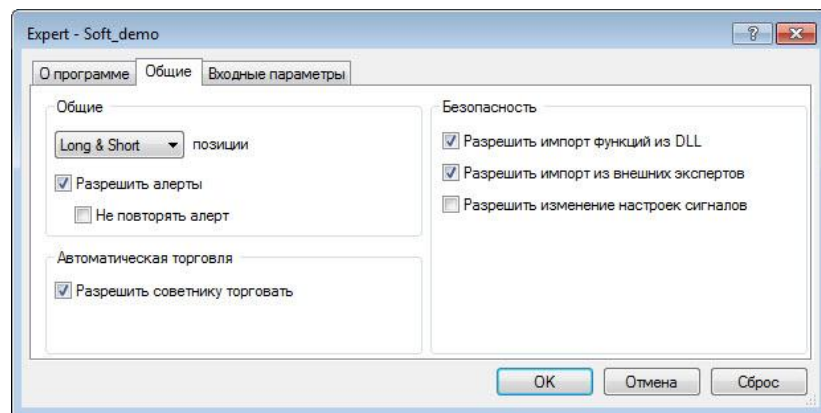 Expert - Soft_demo
О программе Общие Входные параметры
Общие
Long & Short позиции
Разрешить алерты
Не повторять алерт
Автоматическая торговля
Разрешить советнику торговать
Безопасность
Разрешить импорт функций из DLL
Разрешить импорт из внешних экспертов
Разрешить изменение настроек сигналов
OK Отмена Сброс